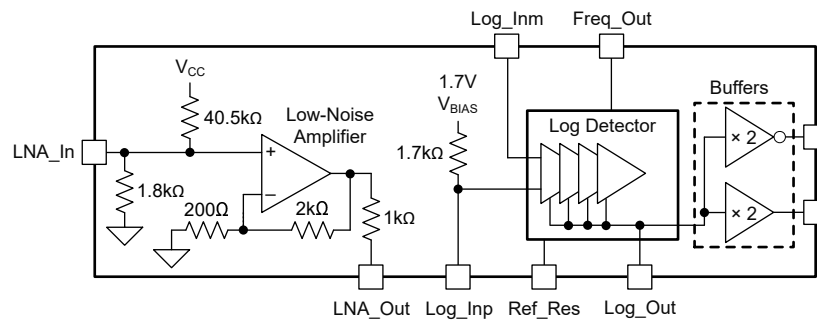 Log_Inm
Freq_Out
V_CC
1.7V
V_BIAS
Buffers
40.5kΩ
Low-Noise
Amplifier
Log Detector
× 2
LNA_In
+
1.7kΩ
1.8kΩ
–
200Ω
2kΩ
1kΩ
× 2
LNA_Out
Log_Inp
Ref_Res
Log_Out